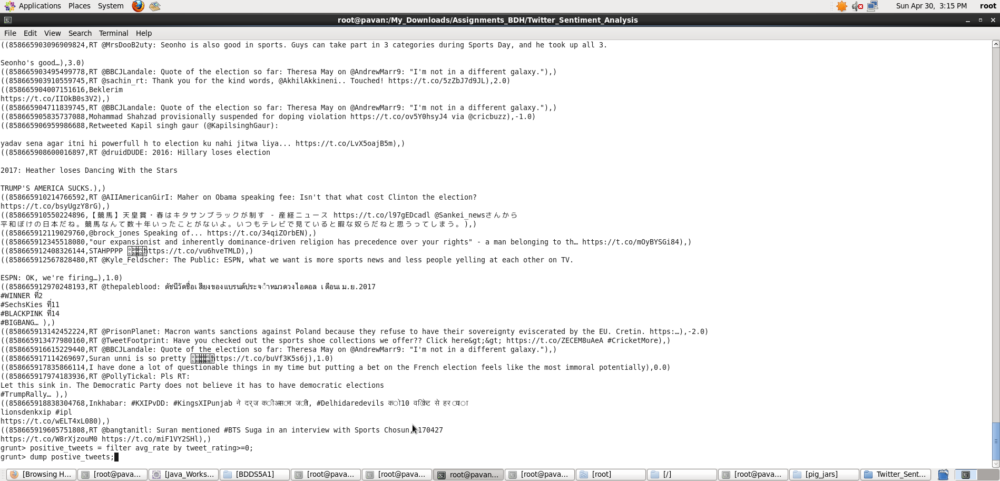 Applications Places System Sun Apr 30, 3:15 PM root
root@pavan:/My_Downloads/Assignments_BDH/Twitter_Sentiment_Analysis
File Edit View Search Terminal Help
((858665903096909824,RT @MrsDooB2uty: Seonho is also good in sports. Guys can take part in 3 categories during Sports Day, and he took up all 3.
Seonho's good…),3.0)
((858665903495499778,RT @BBCJLandale: Quote of the election so far: Theresa May on @AndrewMarr9: "I'm not in a different galaxy."),)
((858665903910559745,RT @sachin_rt: Thank you for the kind words, @AkhilAkkineni.. Touched! https://t.co/5zZbJ7d9JL),2.0)
((858665904007151616,Beklerim
https://t.co/IIOkB0s3V2),)
((858665904711839745,RT @BBCJLandale: Quote of the election so far: Theresa May on @AndrewMarr9: "I'm not in a different galaxy."),)
((858665905835737088,Mohammad Shahzad provisionally suspended for doping violation https://t.co/ov5Y0hsyJ4 via @cricbuzz),-1.0)
((858665906959986688,Retweeted Kapil singh gaur (@KapilsinghGaur):
yadav sena agar itni hi powerfull h to election ku nahi jitwa liya... https://t.co/LvX5oajB5m),)
((858665908600016897,RT @druidDUDE: 2016: Hillary loses election
2017: Heather loses Dancing With the Stars
TRUMP'S AMERICA SUCKS.),)
((858665910214766592,RT @AIIAmericanGirI: Maher on Obama speaking fee: Isn't that what cost Clinton the election?
https://t.co/bsyUgzY8rG),)
((858665910550224896,【競馬】天皇賞・春はキタサンブラックが制す - 産経ニュース https://t.co/l97gEDcadl @Sankei_newsさんから
平和ぼけの日本だね。競馬なんて数十年いったことがないよ。いつもテレビで見ていると暇な奴らだねと思うってしまう。),)
((858665912119029760,@brock_jones Speaking of... https://t.co/34qiZOrbEN),)
((858665912345518080,"our expansionist and inherently dominance-driven religion has precedence over your rights" - a man belonging to th… https://t.co/mOyBYSGi84),)
((858665912408326144,STAHPPPP https://t.co/vu6hveTMLD),)
((858665912567828480,RT @Kyle_Feldscher: The Public: ESPN, what we want is more sports news and less people yelling at each other on TV.
ESPN: OK, we're firing…),1.0)
((858665912970248193,RT @thepaleblood: ดัชนีวัดชื่อเสียงของแบรนด์ประจำหมวดวงไอดอล เดือนเม.ย.2017
#WINNER ที่2
#SechsKies ที่11
#BLACKPINK ที่14
#BIGBANG… ),)
((858665913142452224,RT @PrisonPlanet: Macron wants sanctions against Poland because they refuse to have their sovereignty eviscerated by the EU. Cretin. https:…),-2.0)
((858665913477980160,RT @TweetFootprint: Have you checked out the sports shoe collections we offer?? Click here&gt;&gt; https://t.co/ZECEM8uAeA #CricketMore),)
((858665916615229440,RT @BBCJLandale: Quote of the election so far: Theresa May on @AndrewMarr9: "I'm not in a different galaxy."),)
((858665917114269697,Suran unni is so pretty https://t.co/buVf3K5s6j),1.0)
((858665917835866114,I have done a lot of questionable things in my time but putting a bet on the French election feels like the most immoral potentially),0.0)
((858665917974183936,RT @PollyTickal: Pls RT:
Let this sink in. The Democratic Party does not believe it has to have democratic elections
#TrumpRally… ),)
((858665918838304768,Inkhabar: #KXIPvDD: #KingsXIPunjab ने दर्ज की आसान जीत, #Delhidaredevils को 10 विकेट से हराया
lionsdenkxip #ipl
https://t.co/wELT4xL080),)
((858665919605751808,RT @bangtanitl: Suran mentioned #BTS Suga in an interview with Sports Chosun, 170427
https://t.co/W8rXjzouM0 https://t.co/miF1VY2SHl),)
grunt> positive_tweets = filter avg_rate by tweet_rating>=0;
grunt> dump postive_tweets;
[Browsing H... [root@pava... [Java_Works... [BDDS5A1] [root@pava... [root@pava... root@pavan... [root@pava... [root] [/] [root@pava... [pig_jars] Twitter_Sent...